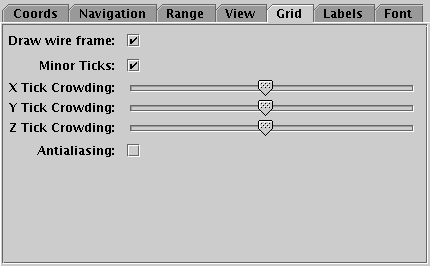 Coords Navigation Range View Grid Labels Font
Draw wire frame:
Minor Ticks:
X Tick Crowding:
Y Tick Crowding:
Z Tick Crowding:
Antialiasing: